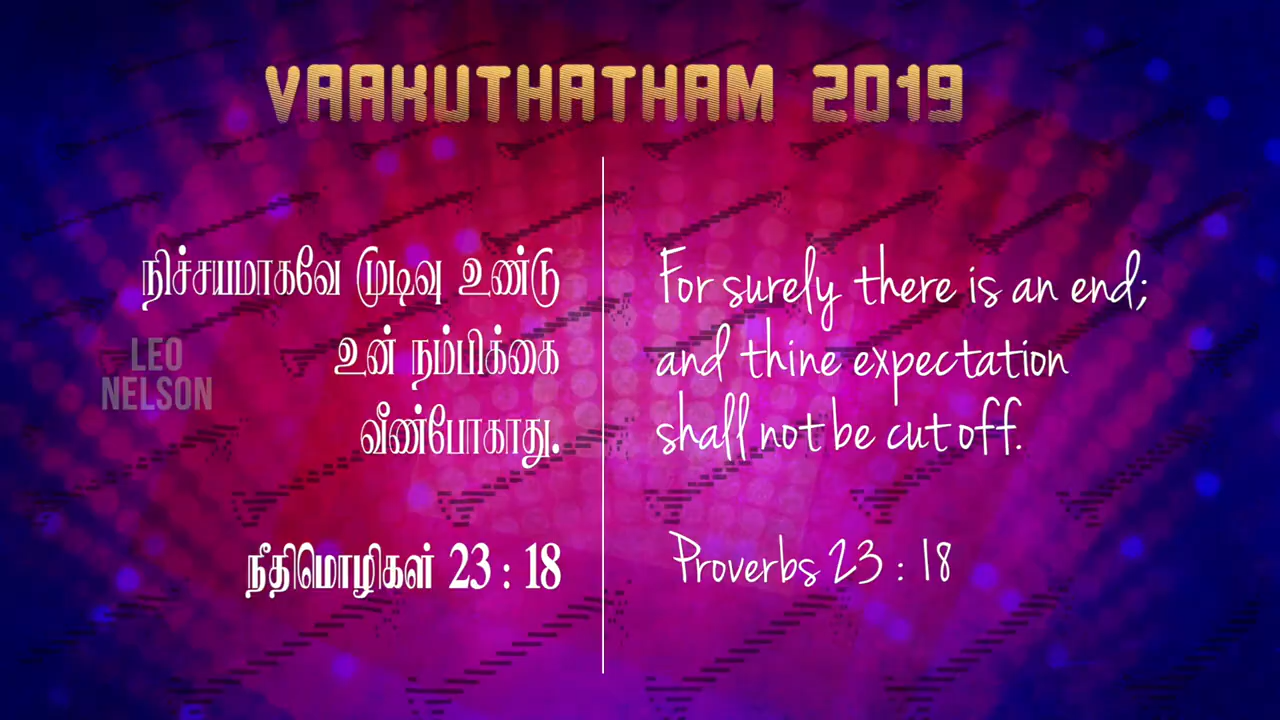 VAAKUTHATHAM 2019
நிச்சயமாகவே முடிவு உண்டு
உன் நம்பிக்கை
வீண்போகாது.
நீதிமொழிகள் 23 : 18
LEO
NELSON
For surely there is an end;
and thine expectation
shall not be cut off.
Proverbs 23 : 18